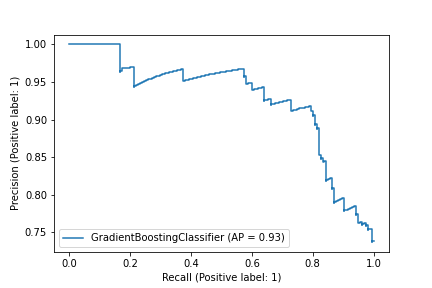 1.00
0.95
0.90
0.85
0.80
0.75
Precision (Positive label: 1)
GradientBoostingClassifier (AP = 0.93)
0.0 0.2 0.4 0.6 0.8 1.0
Recall (Positive label: 1)